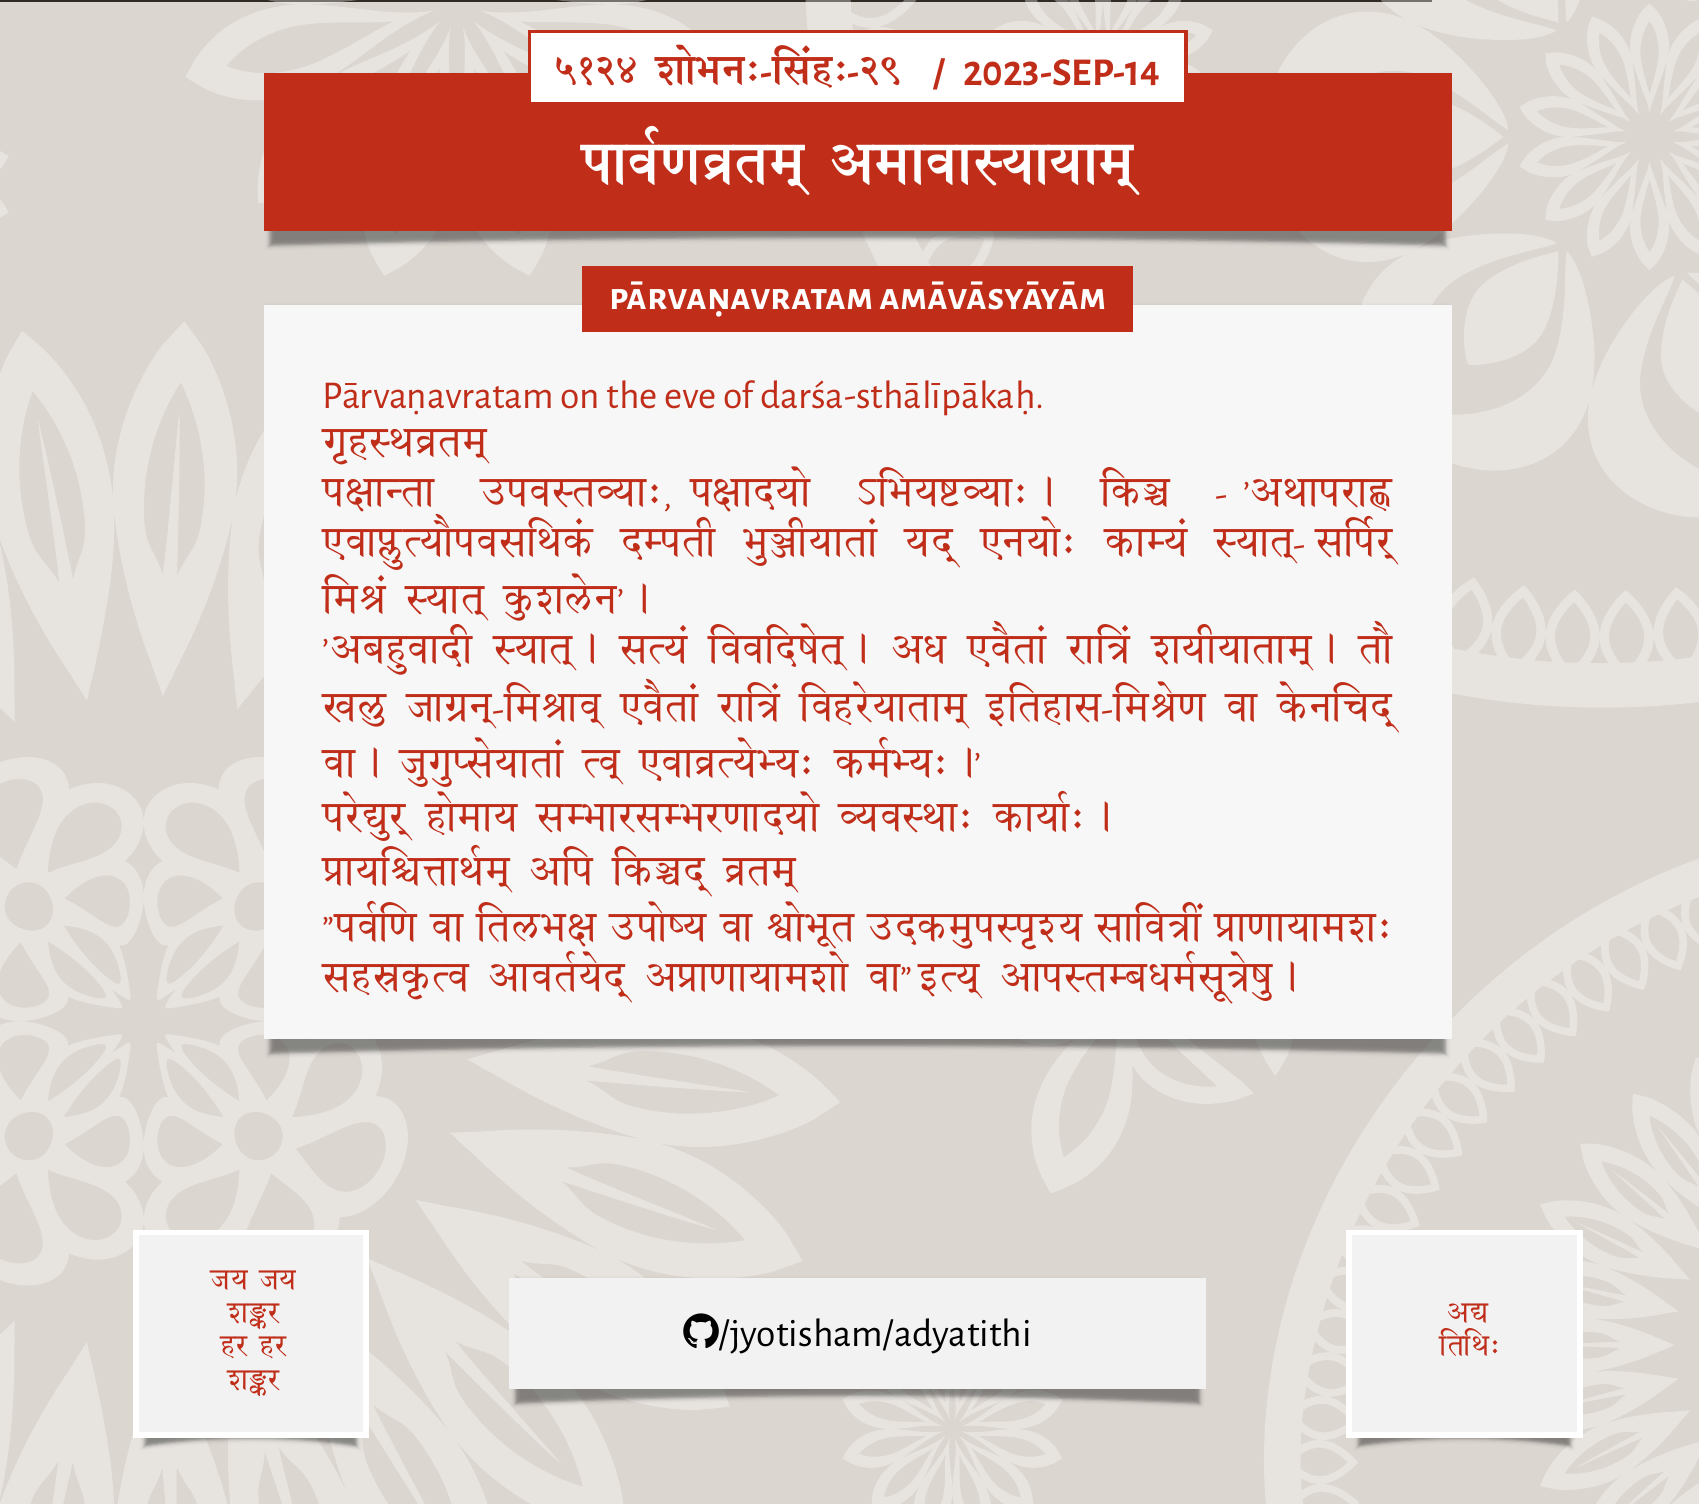 ५१२४ शोभनः-सिंहः-२९ / 2023-SEP-14
पार्वणव्रतम् अमावास्यायाम्
PĀRVAṆAVRATAM AMĀVĀSYĀYĀM
Pārvaṇavratam on the eve of darśa-sthālīpākaḥ.
गृहस्थव्रतम्
पक्षान्ता उपवस्तव्याः, पक्षादयो ऽभियष्टव्याः। किञ्च - ’अथापराह्ण
एवाप्लुत्यौपवसथिकं दम्पती भुञ्जीयातां यद् एनयोः काम्यं स्यात्- सर्पिर्
मिश्रं स्यात् कुशलेन’।
’अबहुवादी स्यात्। सत्यं विवदिषेत्। अध एवैतां रात्रिं शयीयाताम्। तौ
खलु जाग्रन्-मिश्राव् एवैतां रात्रिं विहरेयाताम् इतिहास-मिश्रेण वा केनचिद्
वा। जुगुप्सेयातां त्व् एवाव्रत्येभ्यः कर्मभ्यः।’
परेद्युर् होमाय सम्भारसम्भरणादयो व्यवस्थाः कार्याः।
प्रायश्चित्तार्थम् अपि किञ्चद् व्रतम्
”पर्वणि वा तिलभक्ष उपोष्य वा श्वोभूत उदकमुपस्पृश्य सावित्रीं प्राणायामशः
सहस्रकृत्व आवर्तयेद् अप्राणायामशो वा” इत्य् आपस्तम्बधर्मसूत्रेषु।
जय जय
शङ्कर
हर हर
शङ्कर
/jyotisham/adyatithi
अद्य
तिथिः